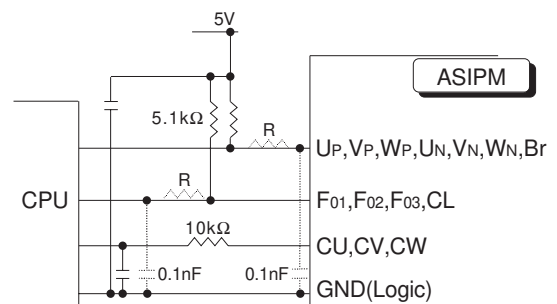 5V
ASIPM
5.1kΩ
R
UP,VP,WP,UN,VN,WN,Br
R
CPU
F01,F02,F03,CL
10kΩ
CU,CV,CW
0.1nF
0.1nF
GND(Logic)